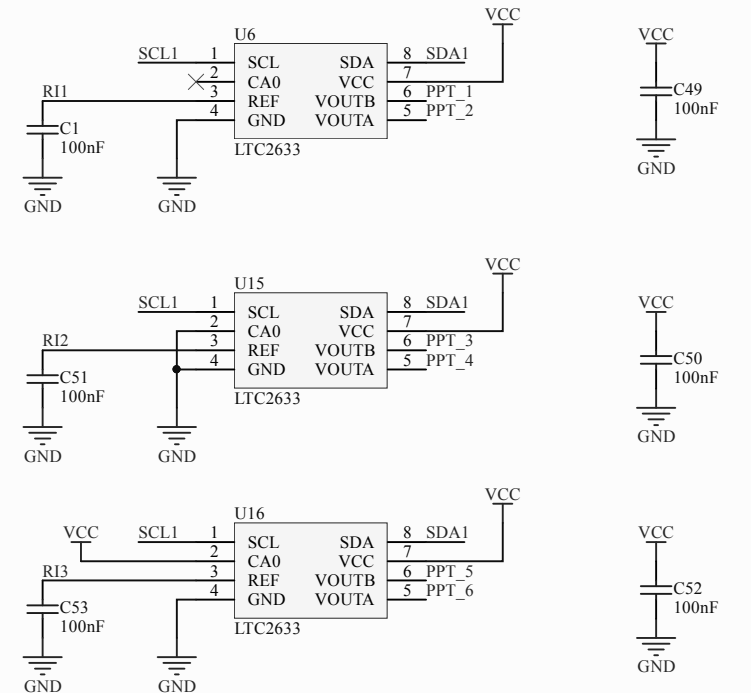 VCC
U6
VCC
SCL1 1 SCL SDA 8 SDA1
2 CA0 VCC 7
RI1 3 REF VOUTB 6 PPT_1
4 GND VOUTA 5 PPT_2
C49
100nF
C1
100nF
LTC2633
GND
GND
GND
VCC
U15
VCC
SCL1 1 SCL SDA 8 SDA1
2 CA0 VCC 7
RI2 3 REF VOUTB 6 PPT_3
4 GND VOUTA 5 PPT_4
C50
100nF
C51
100nF
LTC2633
GND
GND
GND
VCC
U16
VCC
VCC
SCL1 1 SCL SDA 8 SDA1
2 CA0 VCC 7
RI3 3 REF VOUTB 6 PPT_5
4 GND VOUTA 5 PPT_6
C52
100nF
C53
100nF
LTC2633
GND
GND
GND